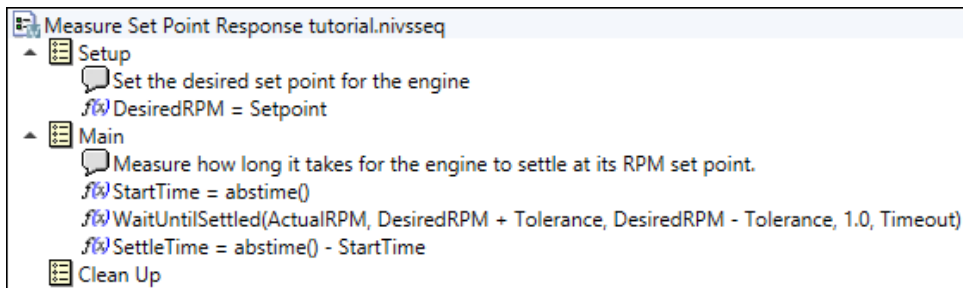 Measure Set Point Response tutorial.nivsseq
Setup
Set the desired set point for the engine
f(x) DesiredRPM = Setpoint
Main
Measure how long it takes for the engine to settle at its RPM set point.
f(x) StartTime = abstime()
f(x) WaitUntilSettled(ActualRPM, DesiredRPM + Tolerance, DesiredRPM - Tolerance, 1.0, Timeout)
f(x) SettleTime = abstime() - StartTime
Clean Up